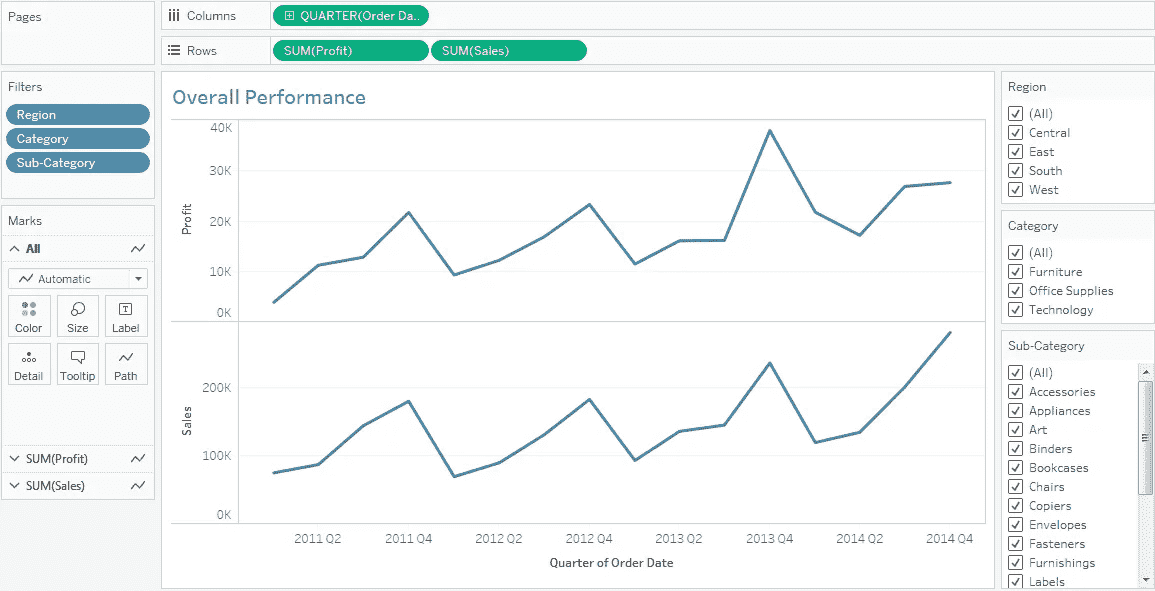 Pages
Columns
QUARTER(Order Da..
Rows
SUM(Profit)
SUM(Sales)
Filters
Region
Category
Sub-Category
Marks
All
Automatic
Color
Size
Label
Detail
Tooltip
Path
SUM(Profit)
SUM(Sales)
Overall Performance
40K
30K
20K
10K
0K
Profit
200K
100K
0K
Sales
2011 Q2
2011 Q4
2012 Q2
2012 Q4
2013 Q2
2013 Q4
2014 Q2
2014 Q4
Quarter of Order Date
Region
(All)
Central
East
South
West
Category
(All)
Furniture
Office Supplies
Technology
Sub-Category
(All)
Accessories
Appliances
Art
Binders
Bookcases
Chairs
Copiers
Envelopes
Fasteners
Furnishings
Labels